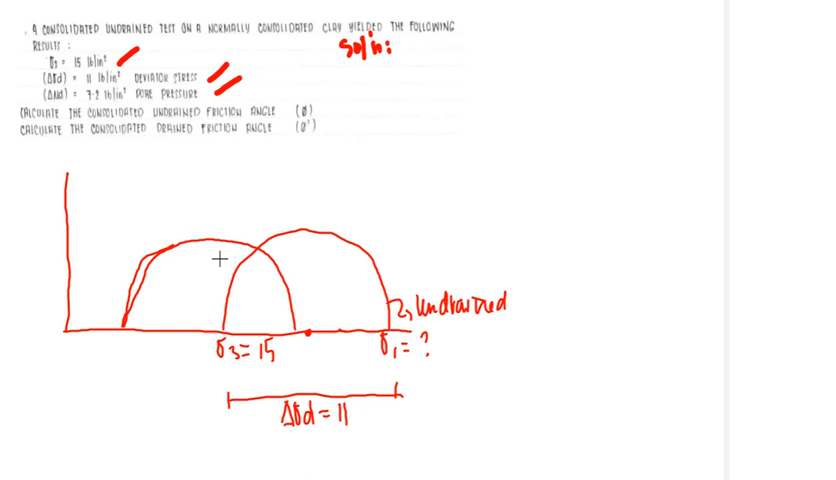 . A CONSOLIDATED UNDRAINED TEST ON A NORMALLY CONSOLIDATED CLAY YIELDED THE FOLLOWING
RESULTS :
σ3 = 15 lb/in²
(Δσd) = 11 lb/in² DEVIATOR STRESS
(Δud) = 7.2 lb/in² PORE PRESSURE
CALCULATE THE CONSOLIDATED UNDRAINED FRICTION ANGLE (Ø)
CALCULATE THE CONSOLIDATED DRAINED FRICTION ANGLE (Ø')
Sol'n:
Undrained
σ3 = 15
σ1 = ?
Δσd = 11